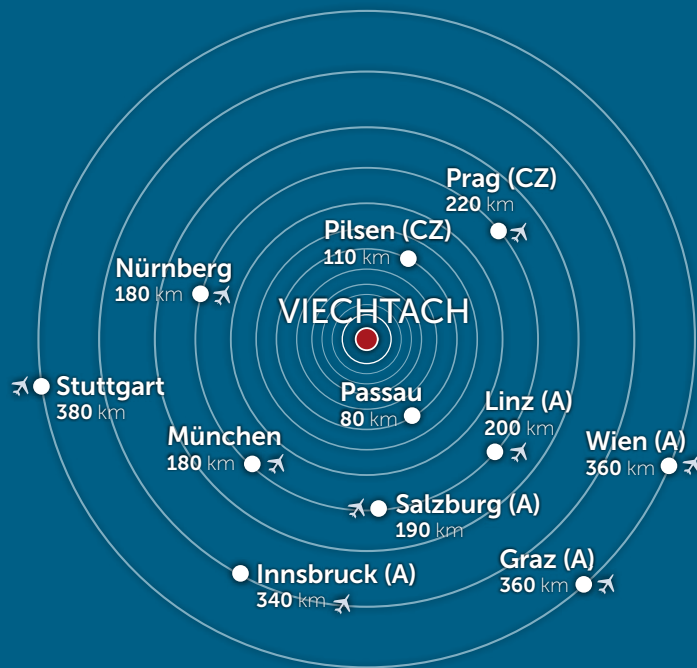 Prag (CZ)
220 km
Pilsen (CZ)
110 km
Nürnberg
180 km
VIECHTACH
Stuttgart
380 km
Passau
80 km
Linz (A)
200 km
München
180 km
Wien (A)
360 km
Salzburg (A)
190 km
Graz (A)
360 km
Innsbruck (A)
340 km